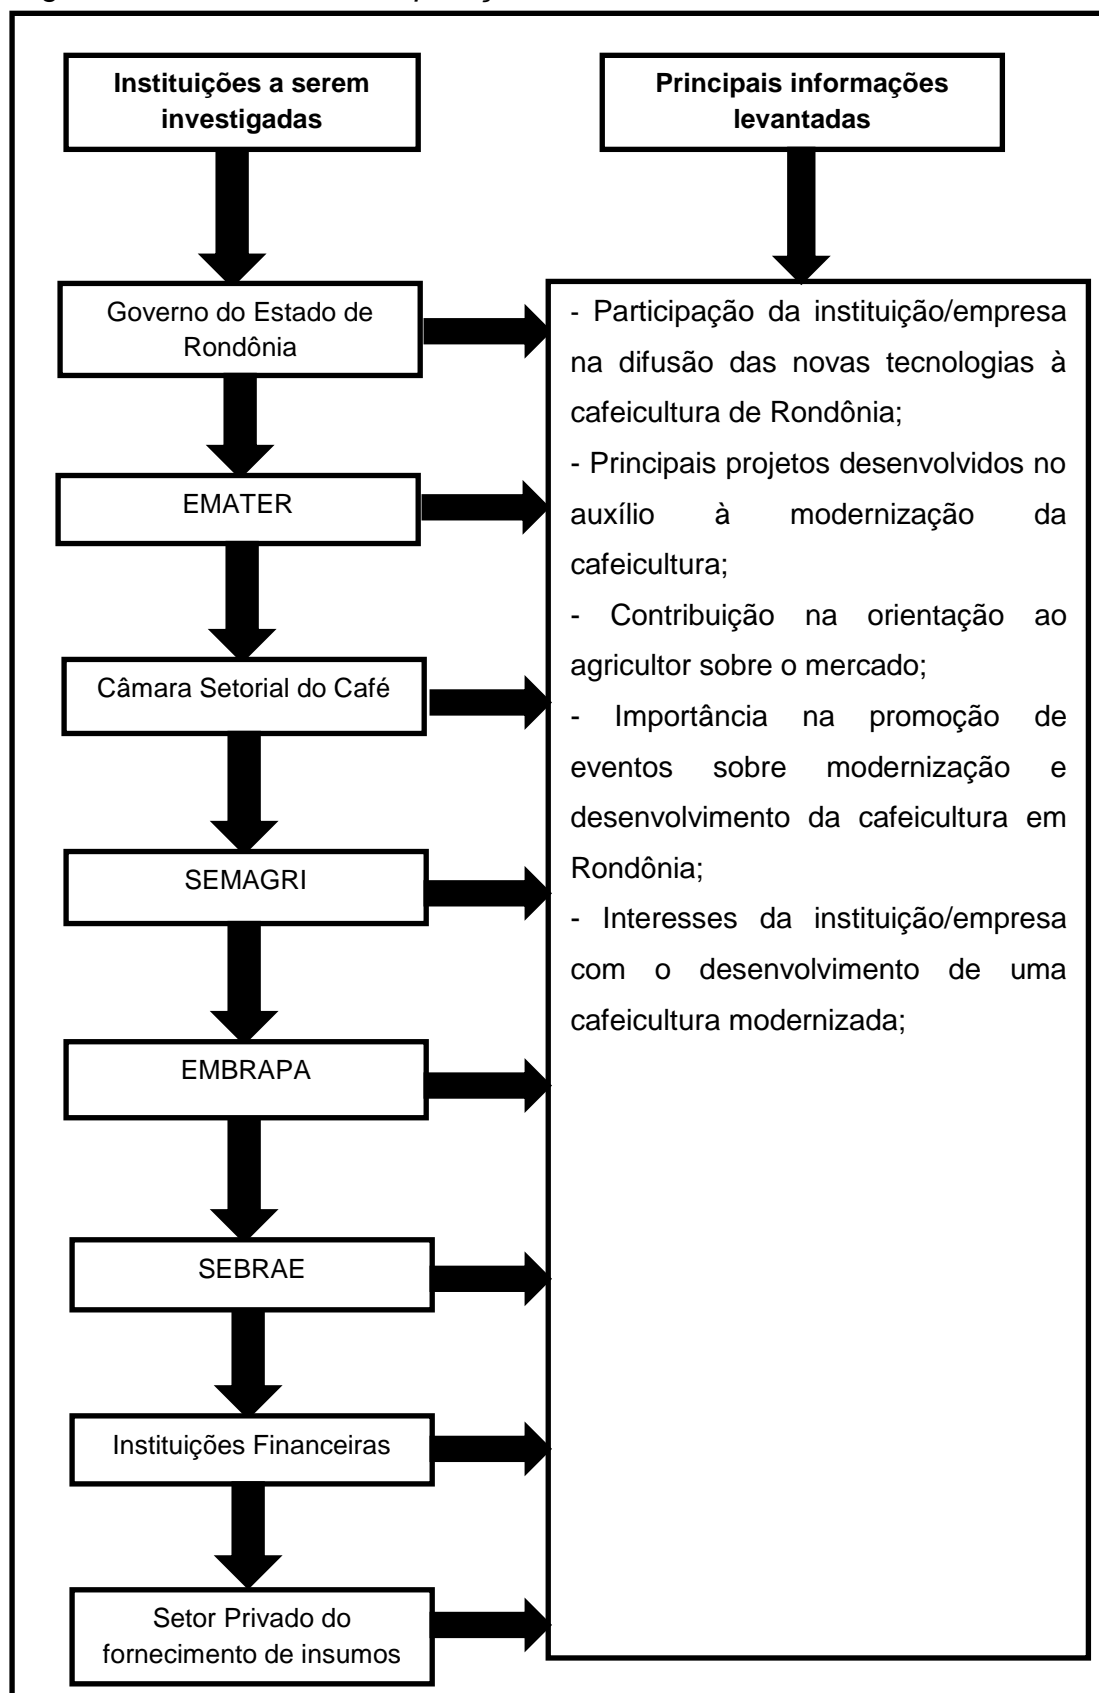 Instituições a serem
investigadas
Principais informações
levantadas
Governo do Estado de
Rondônia
EMATER
Câmara Setorial do Café
SEMAGRI
EMBRAPA
SEBRAE
Instituições Financeiras
Setor Privado do
fornecimento de insumos
- Participação da instituição/empresa
na difusão das novas tecnologias à
cafeicultura de Rondônia;
- Principais projetos desenvolvidos no
auxílio à modernização da
cafeicultura;
- Contribuição na orientação ao
agricultor sobre o mercado;
- Importância na promoção de
eventos sobre modernização e
desenvolvimento da cafeicultura em
Rondônia;
- Interesses da instituição/empresa
com o desenvolvimento de uma
cafeicultura modernizada;